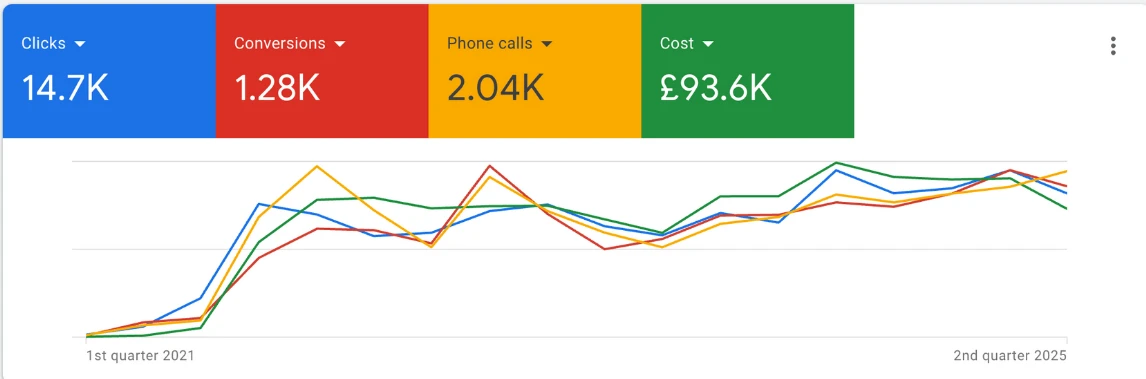 Clicks
14.7K
Conversions
1.28K
Phone calls
2.04K
Cost
£93.6K
1st quarter 2021
2nd quarter 2025